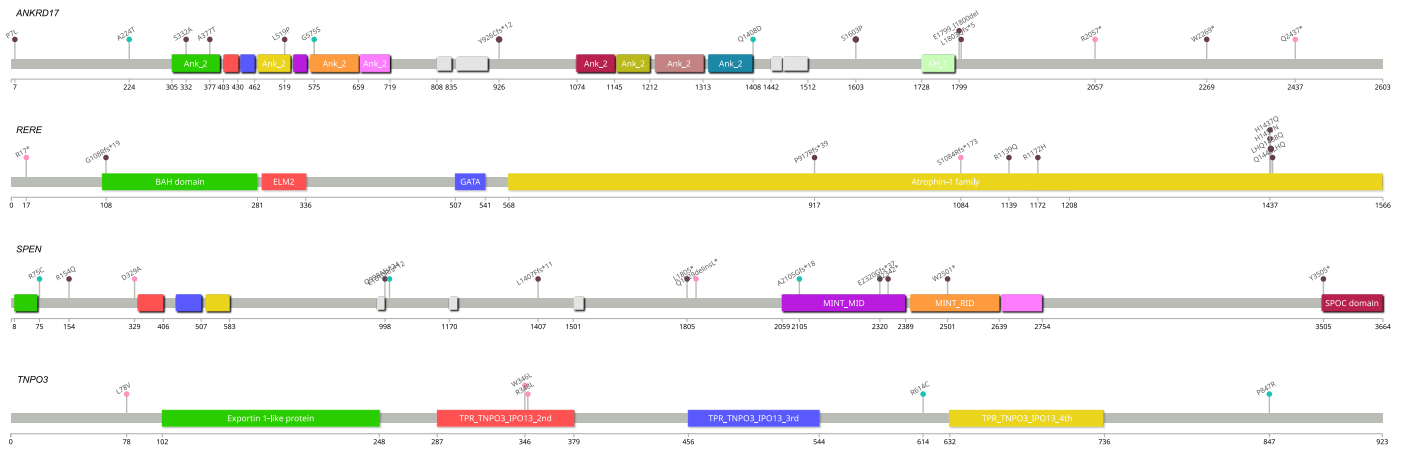 ANKRD17
P7L A224T S332A A377T L519P G575S Y926Cfs*12 Q1408D S1603P E1799_I1800del R2057* W2269* Q2437*
Ank_2 Ank_2 Ank_2 Ank_2 Ank_2 Ank_2 Ank_2 Ank_2 KH_1
7 224 305 332 377 403 430 462 519 575 659 719 808 835 926 1074 1145 1212 1313 1408 1442 1512 1603 1728 1799 2057 2269 2437 2603
RERE
R17* G108Rfs*19 P917Rfs*39 S1084Rfs*173 R1139Q R1172H H1437Q
BAH domain ELM2 GATA Atrophin-1 family
0 17 108 281 336 507 541 568 917 1084 1139 1172 1208 1437 1566
SPEN
R75C R154Q D329A L1407Ffs*11 L1805* A2105Gfs*18 E2320Gfs*37 W2501* Y3505*
MINT_MID MINT_RID SPOC domain
8 75 154 329 406 507 583 998 1170 1407 1501 1805 2059 2105 2320 2389 2501 2639 2754 3505 3664
TNPO3
L78V W346L R614C P847R
Exportin 1-like protein TPR_TNPO3_IPO13_2nd TPR_TNPO3_IPO13_3rd TPR_TNPO3_IPO13_4th
0 78 102 248 287 346 379 456 544 614 632 736 847 923